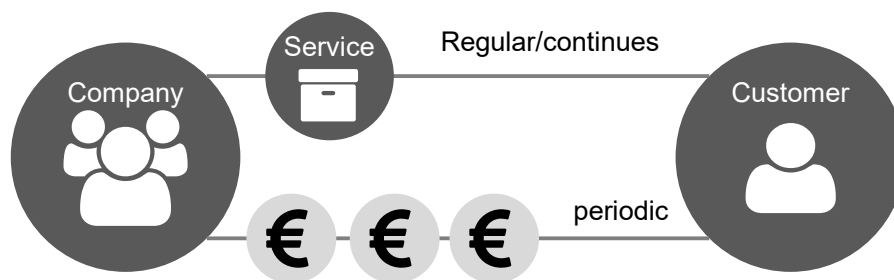 Service
Regular/continues
Company
Customer
periodic
€ € €